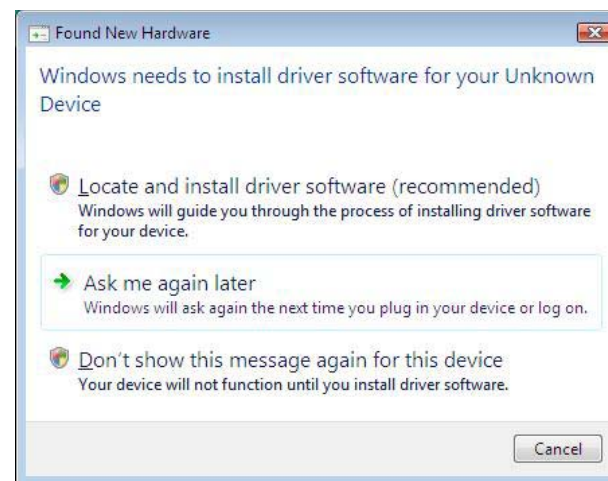 Found New Hardware
Windows needs to install driver software for your Unknown
Device
Locate and install driver software (recommended)
Windows will guide you through the process of installing driver software
for your device.
Ask me again later
Windows will ask again the next time you plug in your device or log on.
Don't show this message again for this device
Your device will not function until you install driver software.
Cancel